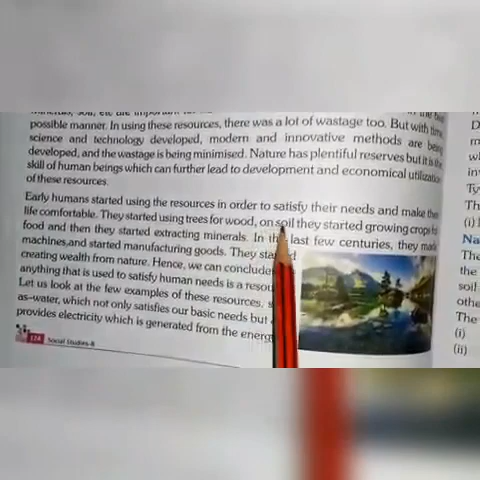 possible manner. In using these resources, there was a lot of wastage too. But with time
science and technology developed, modern and innovative methods are being
developed, and the wastage is being minimised. Nature has plentiful reserves but it is the
skill of human beings which can further lead to development and economical utilization
of these resources.
Early humans started using the resources in order to satisfy their needs and make the
life comfortable. They started using trees for wood, on soil they started growing crops
food and then they started extracting minerals. In th last few centuries, they mad
machines,and started manufacturing goods. They sta d
creating wealth from nature. Hence, we can conclude
anything that is used to satisfy human needs is a resou
Let us look at the few examples of these resources, s
as–water, which not only satisfies our basic needs but
provides electricity which is generated from the energ
124 Social Studies-8
D
m
wl
in
Ty
Th
(i)
Na
The
the
soil
othe
The
(i)
(ii)